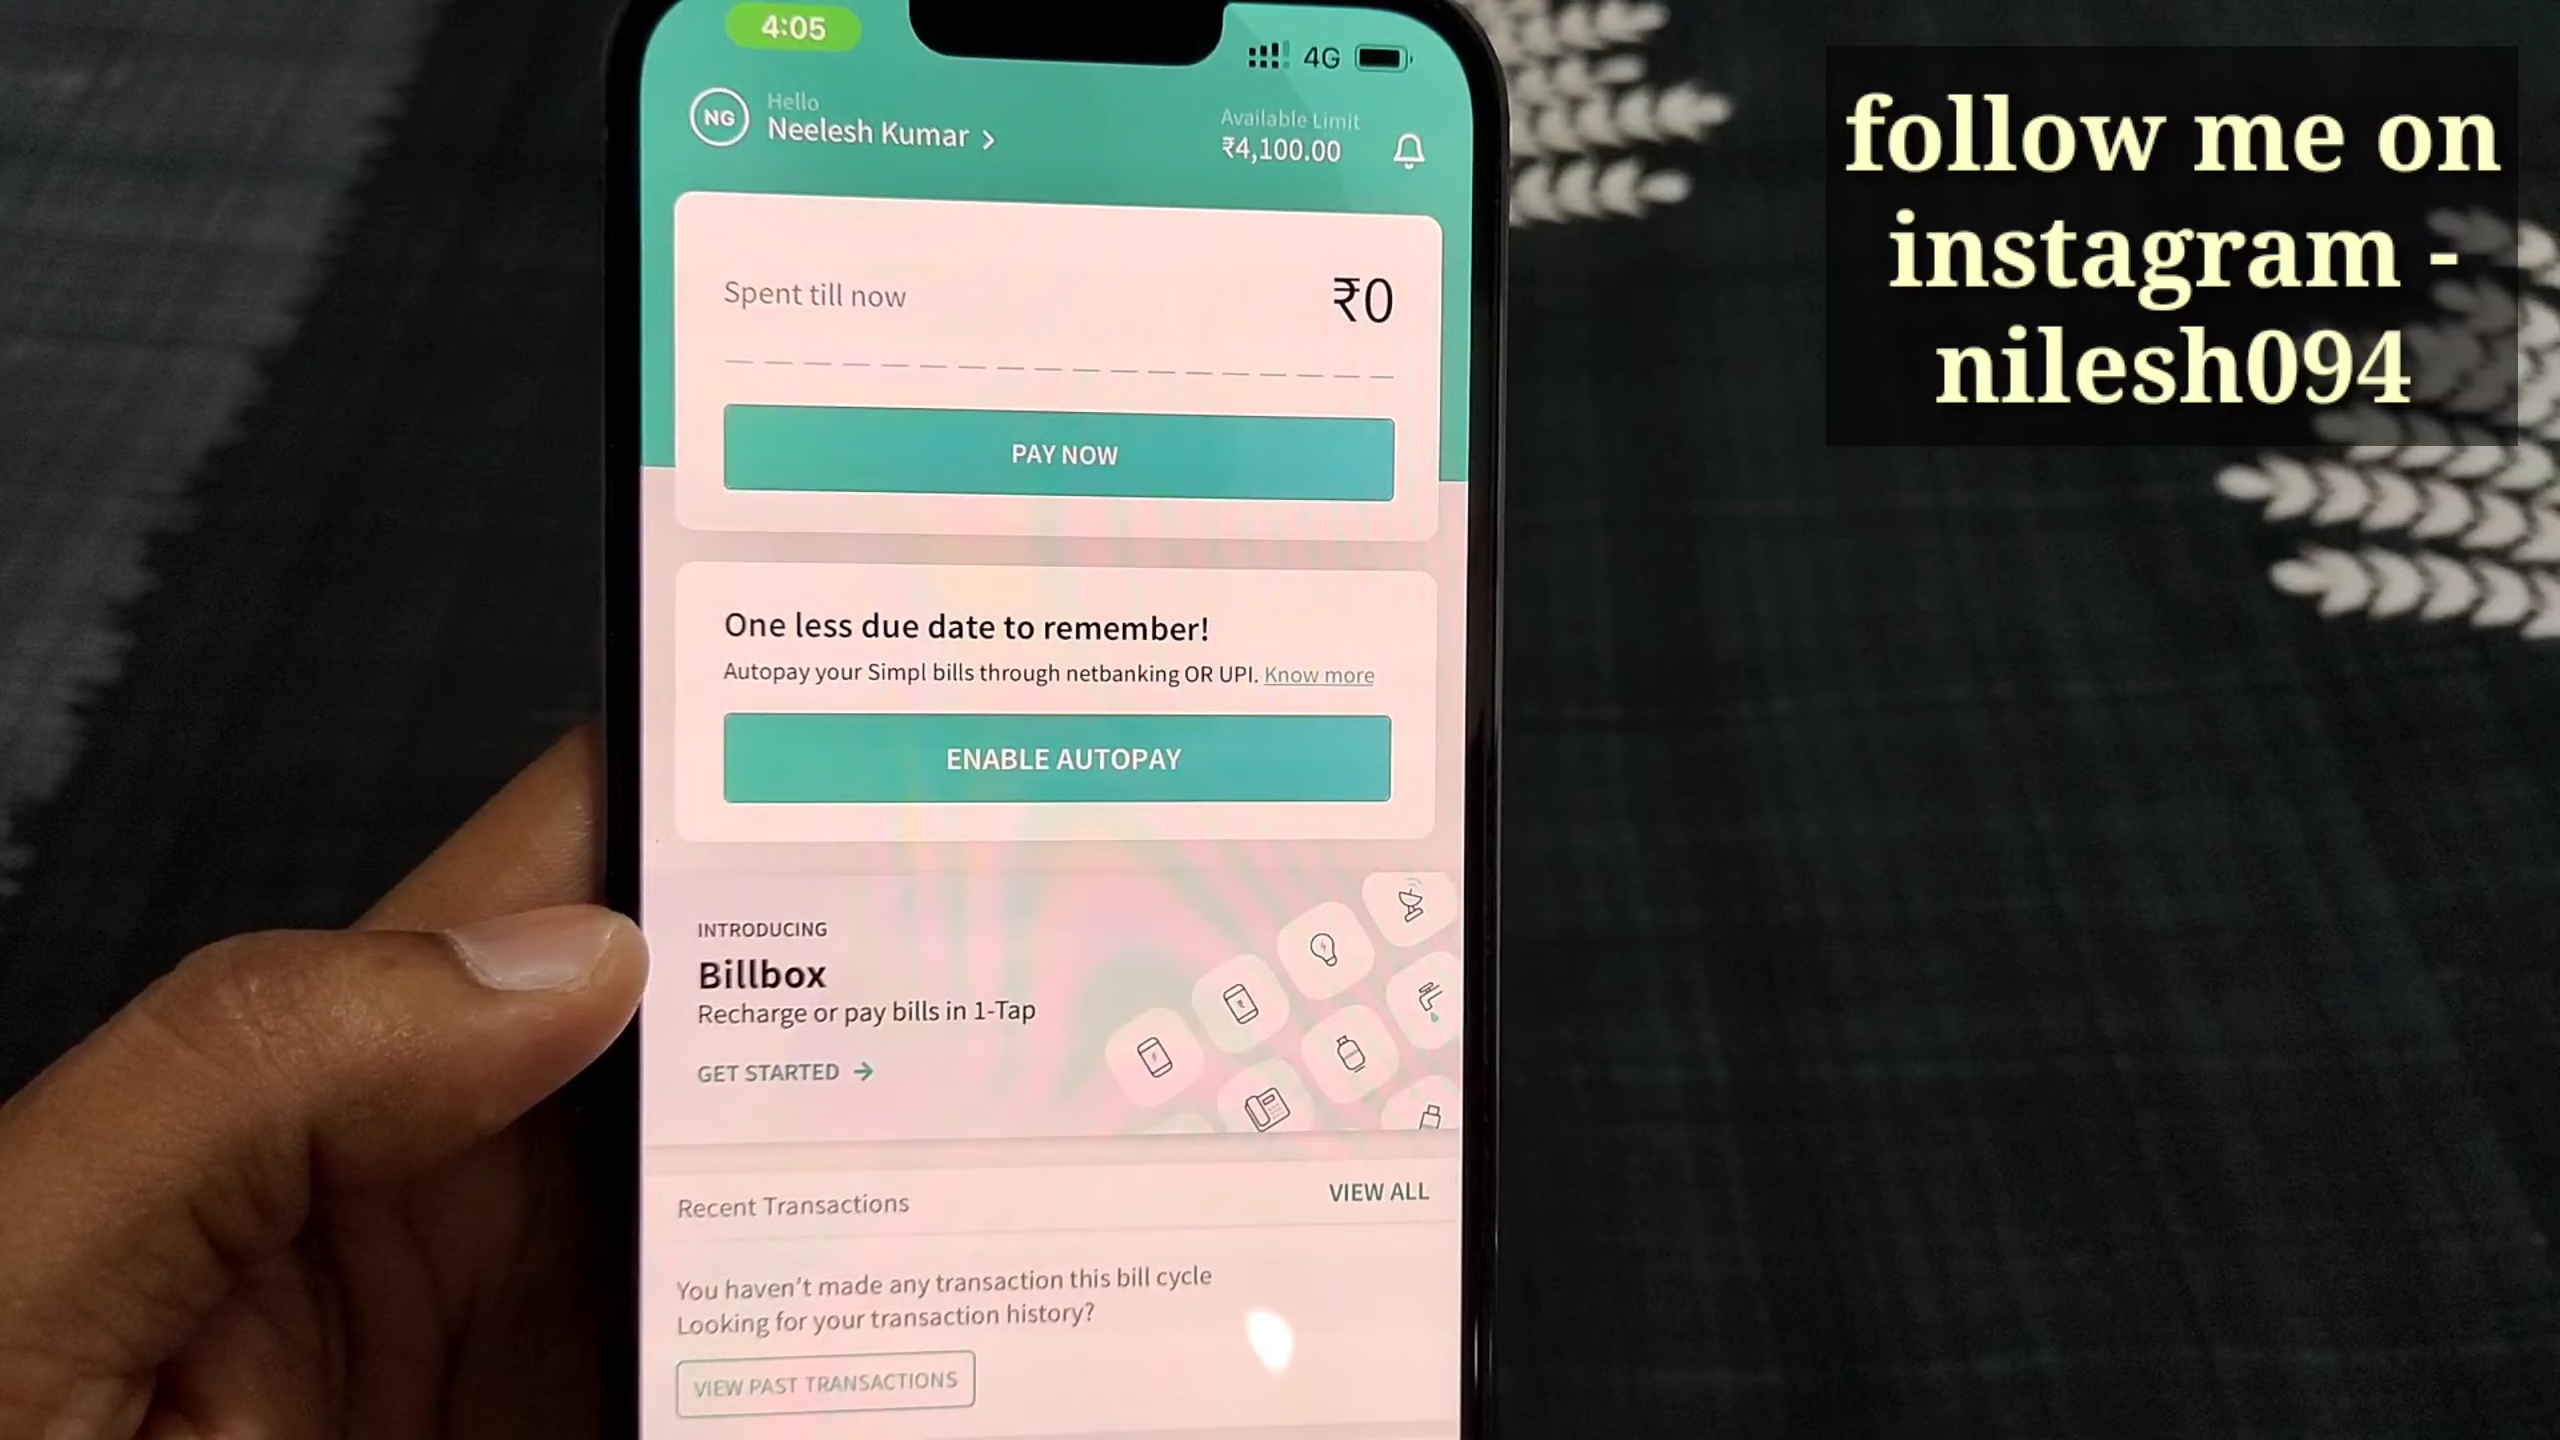 4:05
4G
NG
Hello
Neelesh Kumar >
Available Limit
₹4,100.00
Spent till now
₹0
PAY NOW
One less due date to remember!
Autopay your Simpl bills through netbanking OR UPI. Know more
ENABLE AUTOPAY
INTRODUCING
Billbox
Recharge or pay bills in 1-Tap
GET STARTED →
Recent Transactions
VIEW ALL
You haven't made any transaction this bill cycle
Looking for your transaction history?
VIEW PAST TRANSACTIONS
follow me on
instagram -
nilesh094